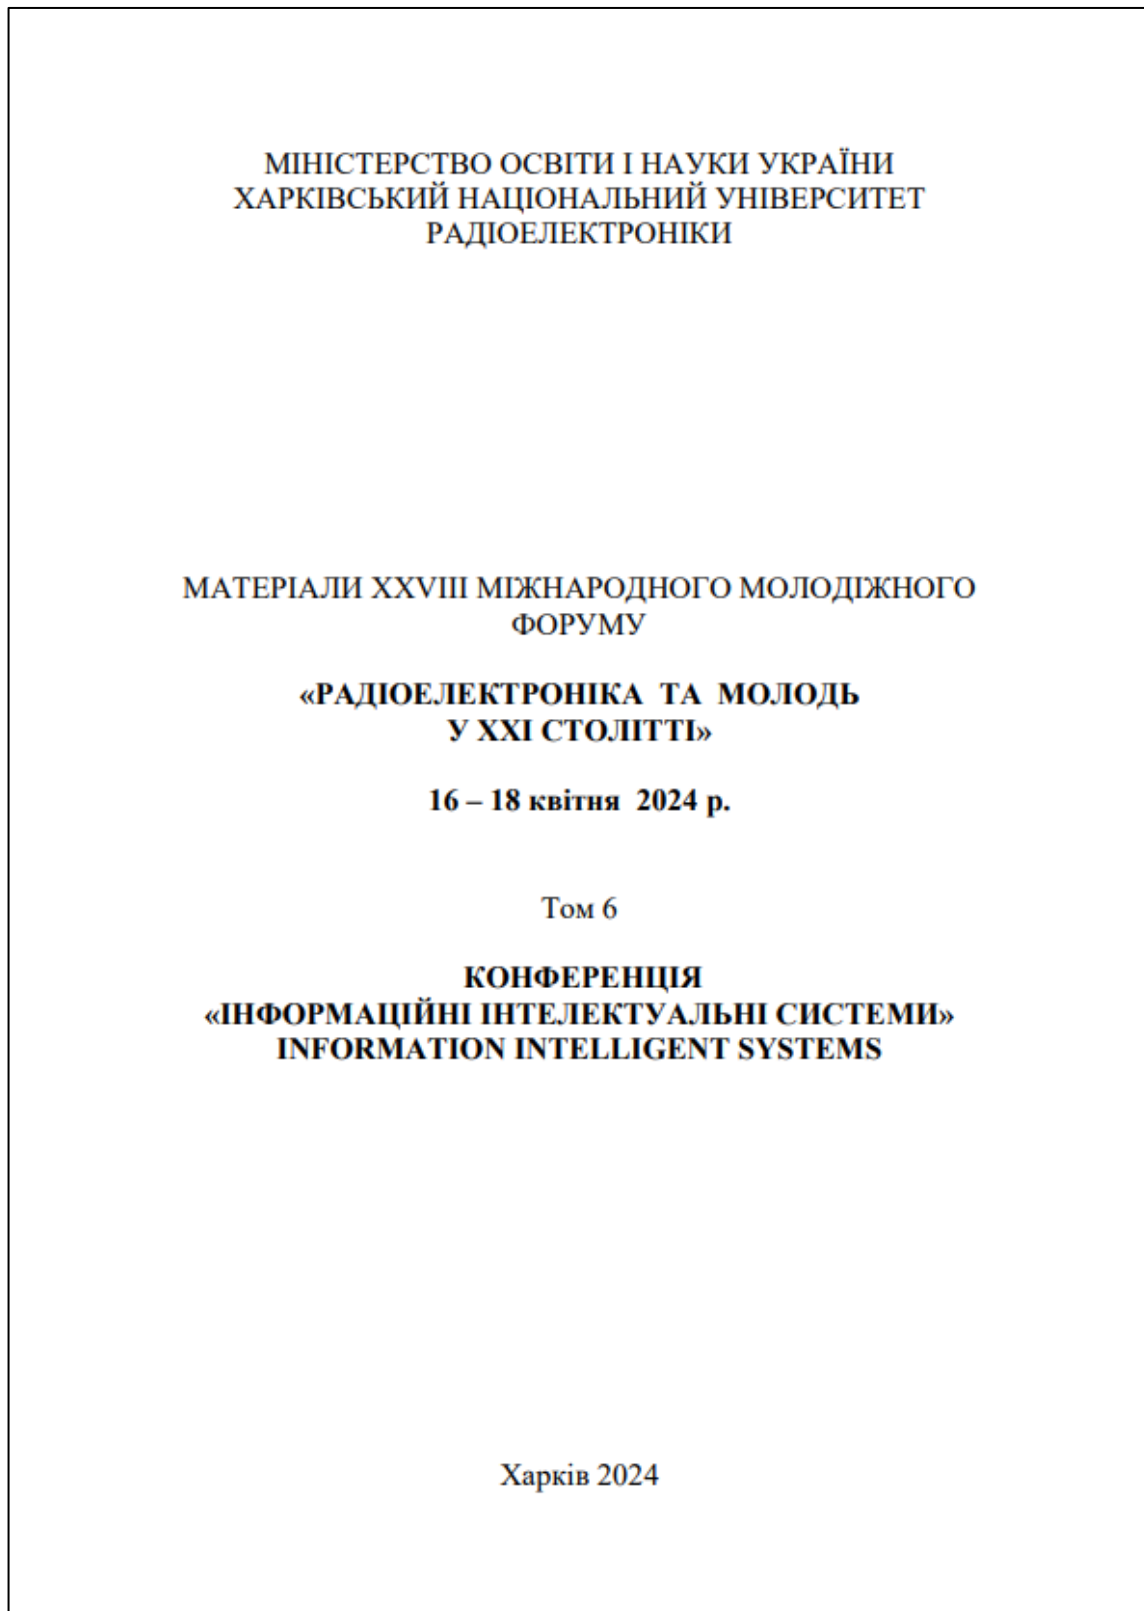 МІНІСТЕРСТВО ОСВІТИ І НАУКИ УКРАЇНИ
ХАРКІВСЬКИЙ НАЦІОНАЛЬНИЙ УНІВЕРСИТЕТ
РАДІОЕЛЕКТРОНІКИ
МАТЕРІАЛИ XXVIII МІЖНАРОДНОГО МОЛОДІЖНОГО
ФОРУМУ
«РАДІОЕЛЕКТРОНІКА ТА МОЛОДЬ
У XXI СТОЛІТТІ»
16 – 18 квітня 2024 р.
Том 6
КОНФЕРЕНЦІЯ
«ІНФОРМАЦІЙНІ ІНТЕЛЕКТУАЛЬНІ СИСТЕМИ»
INFORMATION INTELLIGENT SYSTEMS
Харків 2024